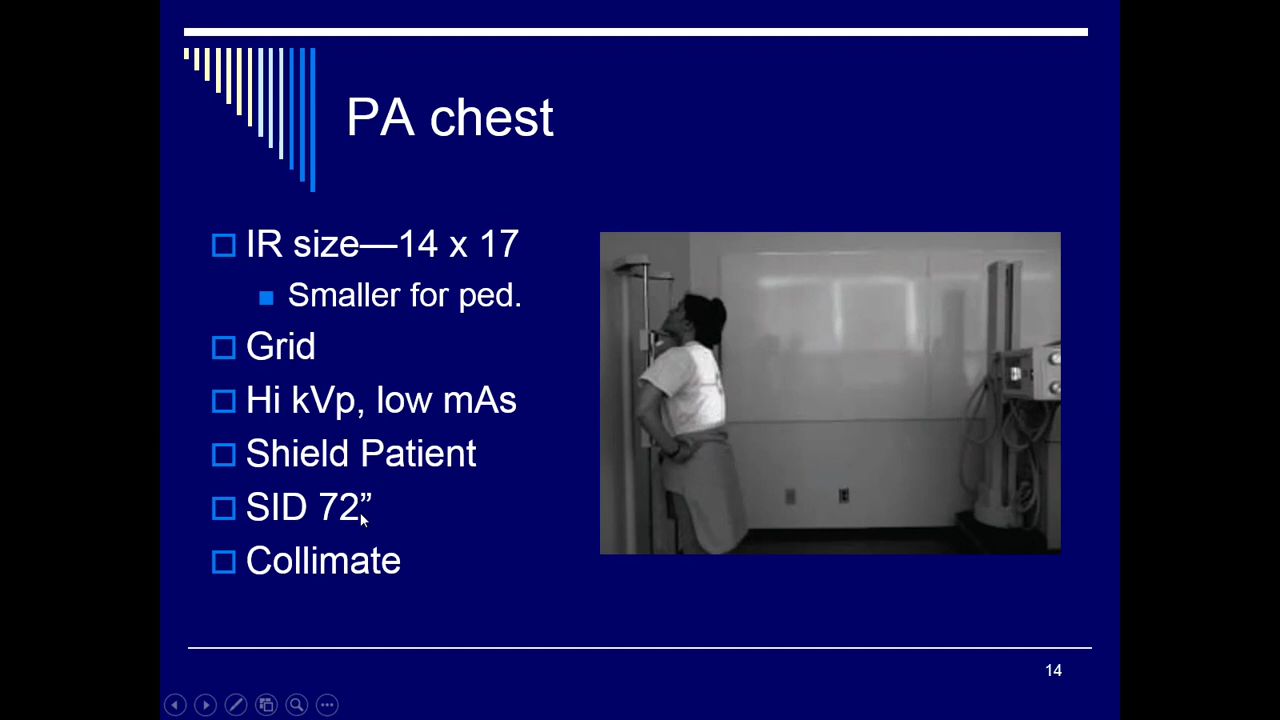 PA chest
IR size—14 x 17
Smaller for ped.
Grid
Hi kVp, low mAs
Shield Patient
SID 72”
Collimate
14